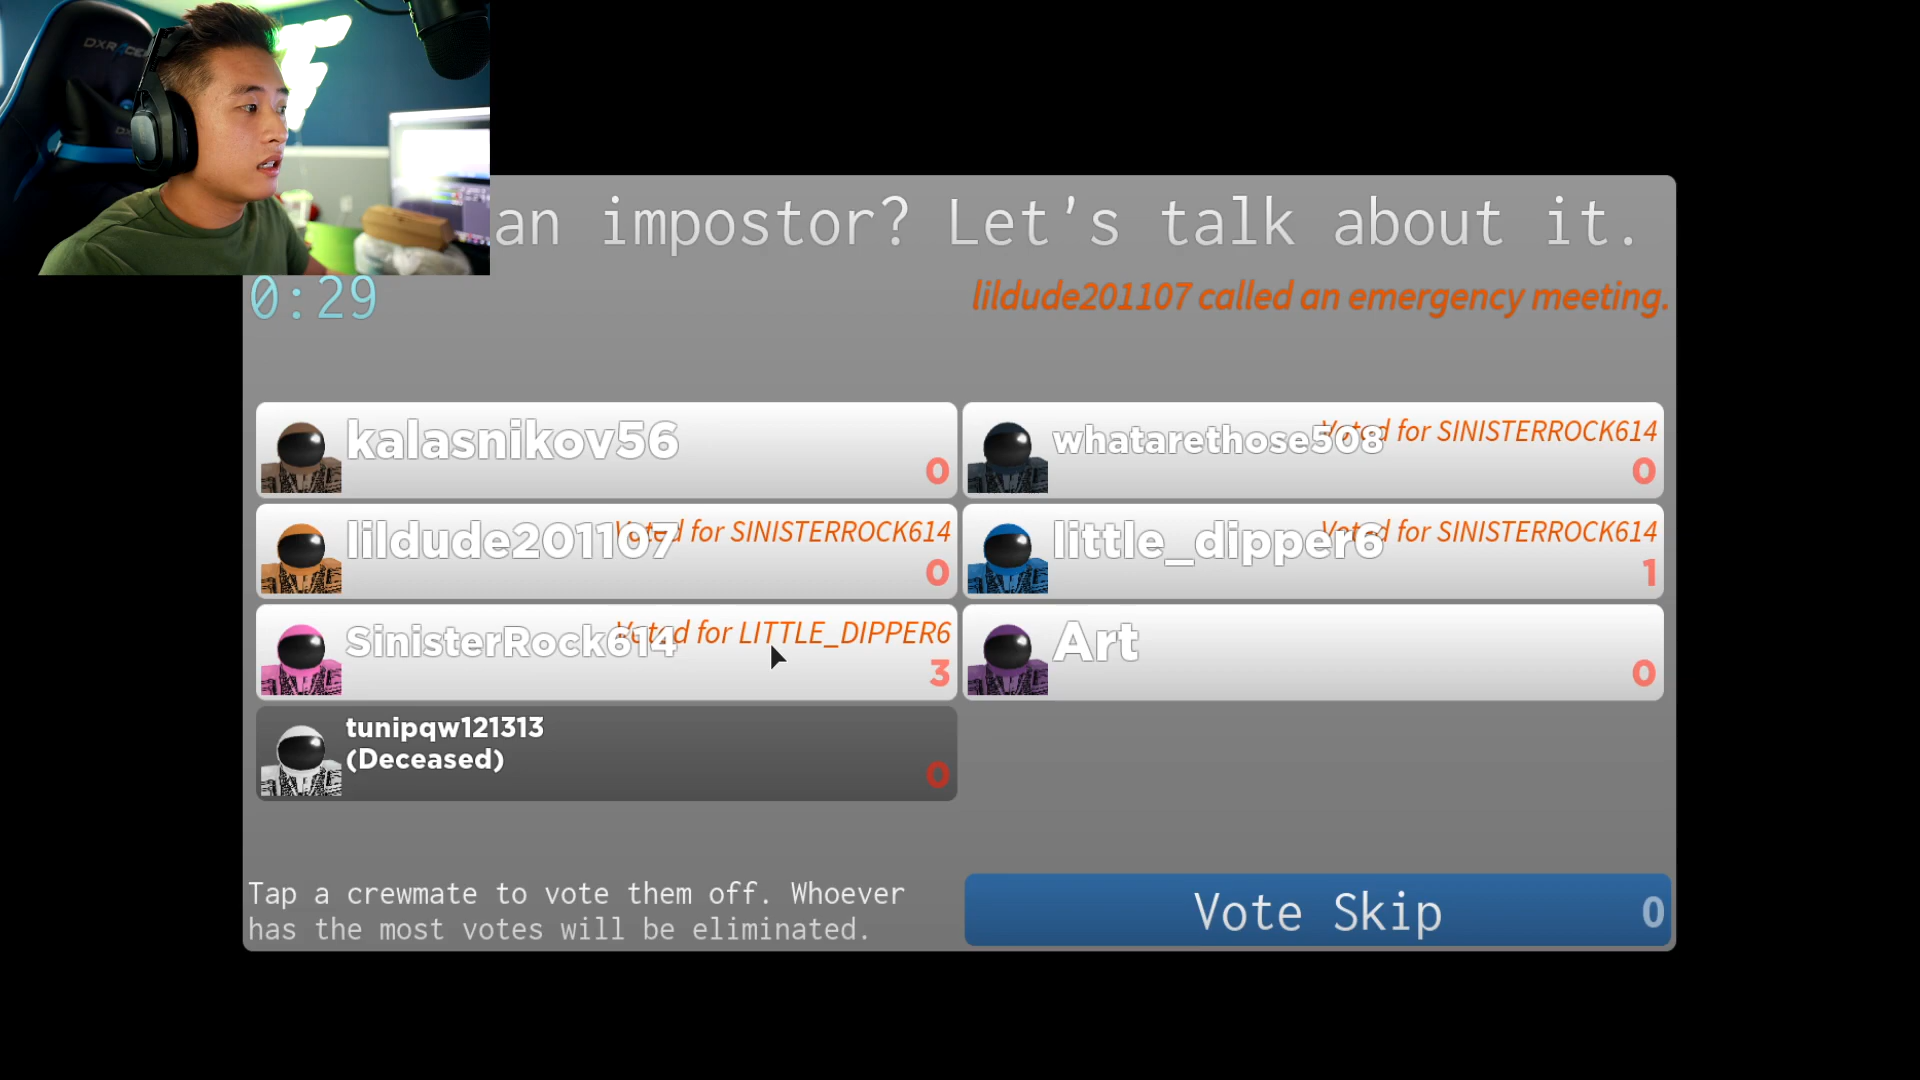 DXRACER
an impostor? Let's talk about it.
0:29
lildude201107 called an emergency meeting.
kalasnikov56
0
whatarethose508
Voted for SINISTERROCK614
0
lildude201107
Voted for SINISTERROCK614
0
little_dipper6
Voted for SINISTERROCK614
1
SinisterRock614
Voted for LITTLE_DIPPER6
3
Art
0
tunipqw121313
(Deceased)
0
Tap a crewmate to vote them off. Whoever
has the most votes will be eliminated.
Vote Skip
0